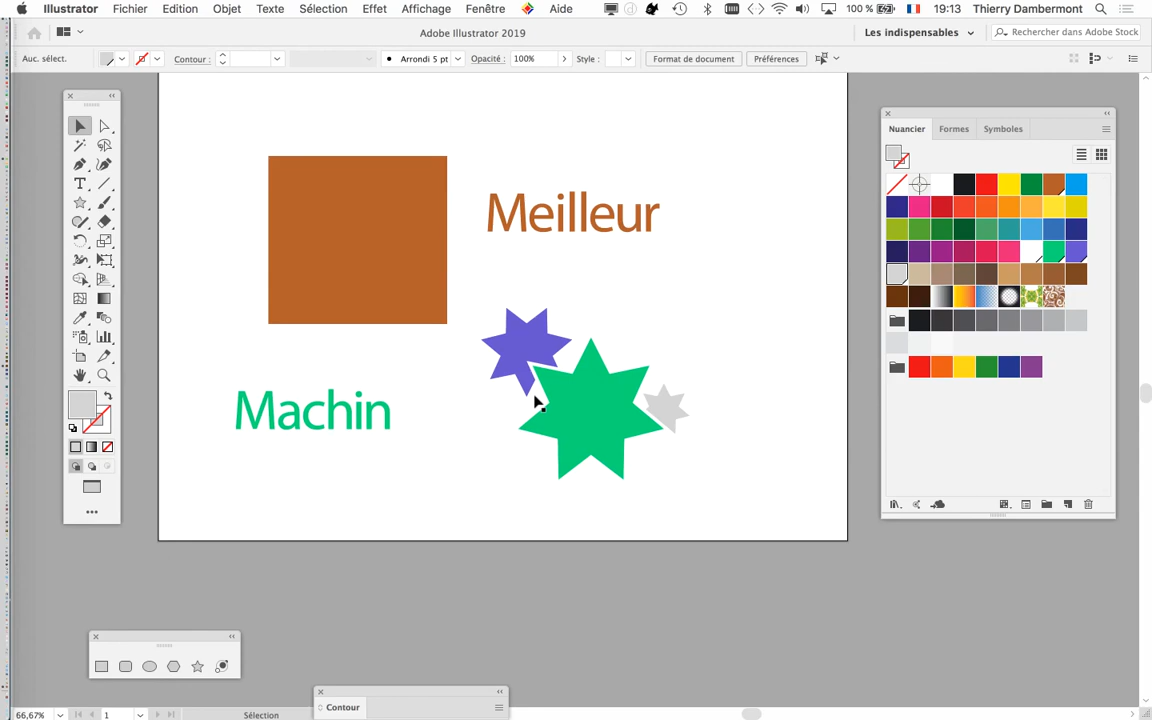 Illustrator Fichier Edition Objet Texte Sélection Effet Affichage Fenêtre Aide 100 % 19:13 Thierry Dambermont
Adobe Illustrator 2019 Les indispensables Rechercher dans Adobe Stock
Auc. sélect. Contour : Arrondi 5 pt Opacité : 100% Style : Format de document Préférences
Nuancier Formes Symboles
Meilleur
Machin
Contour
66,67% 1 Sélection